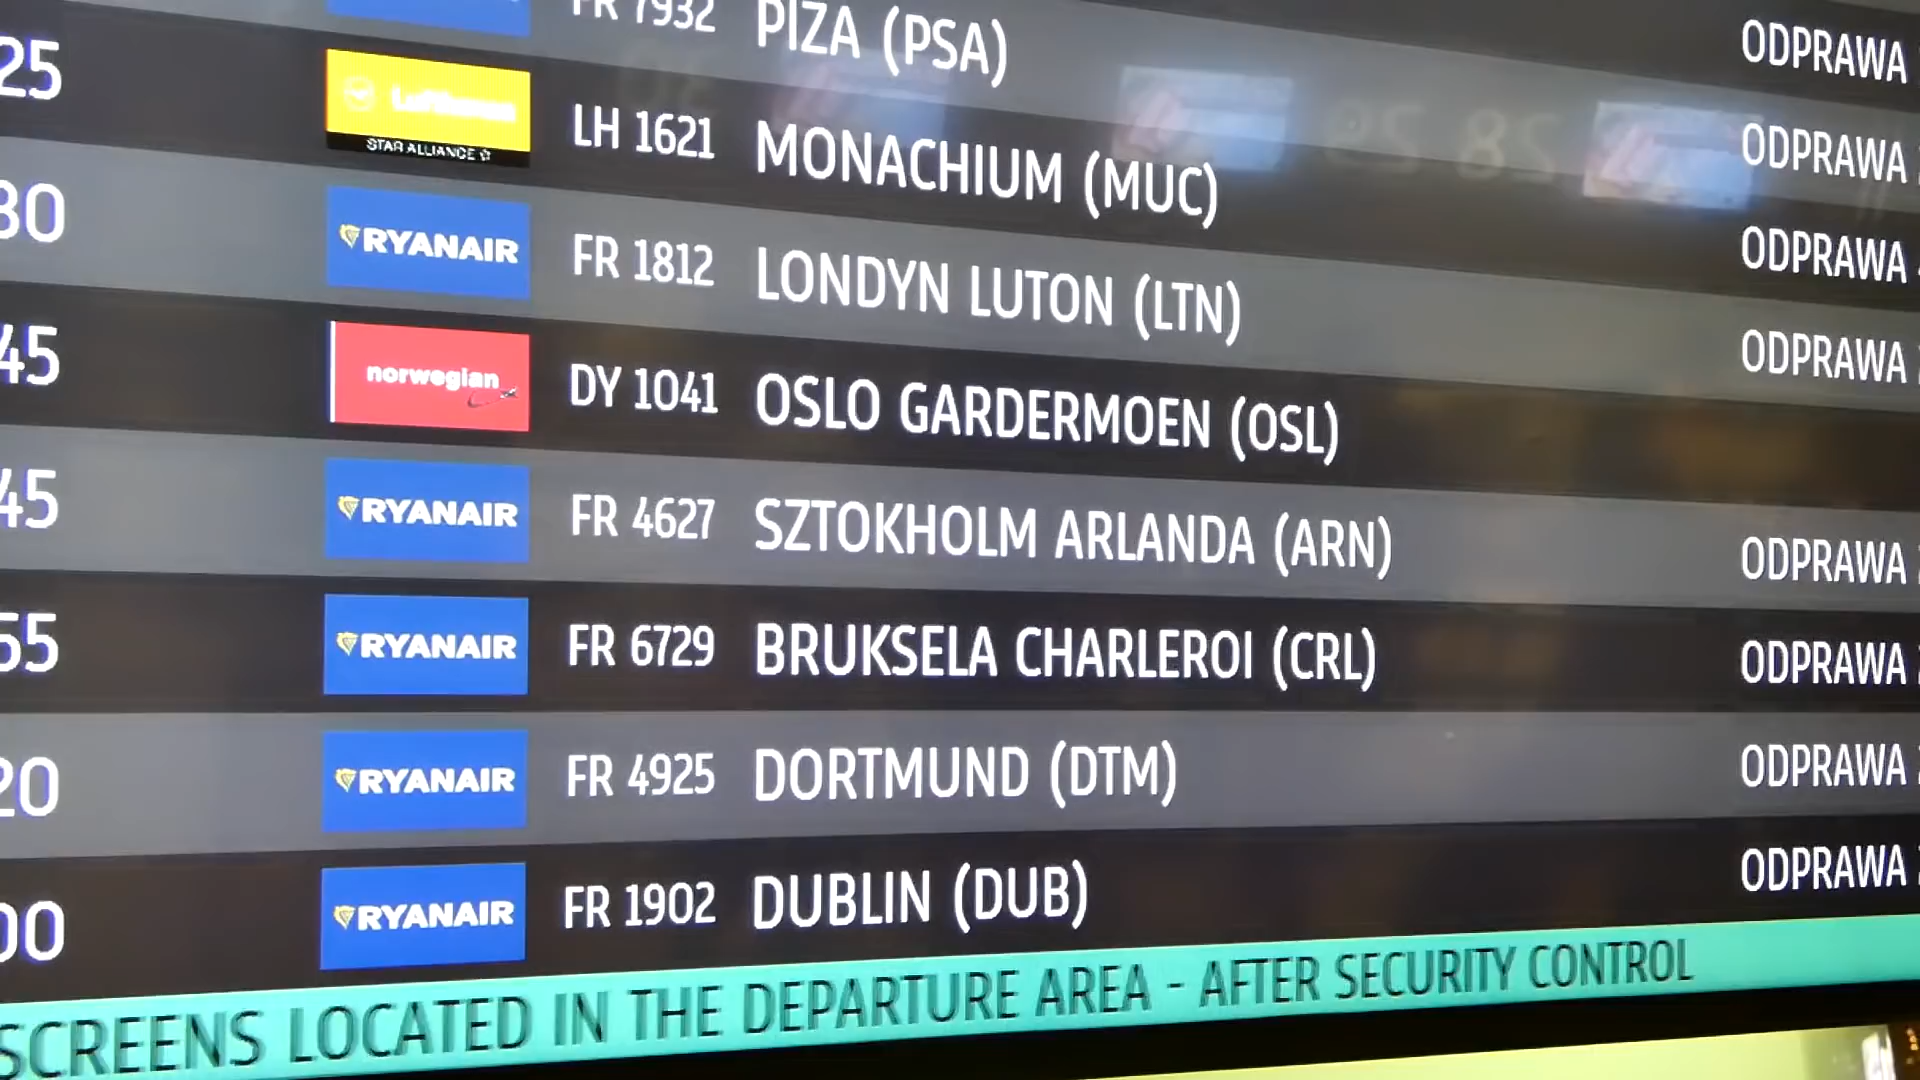 FR 7932 PIZA (PSA) ODPRAWA
25 Lufthansa STAR ALLIANCE LH 1621 MONACHIUM (MUC) ODPRAWA
30 RYANAIR FR 1812 LONDYN LUTON (LTN) ODPRAWA
45 norwegian DY 1041 OSLO GARDERMOEN (OSL) ODPRAWA
45 RYANAIR FR 4627 SZTOKHOLM ARLANDA (ARN) ODPRAWA
55 RYANAIR FR 6729 BRUKSELA CHARLEROI (CRL) ODPRAWA
20 RYANAIR FR 4925 DORTMUND (DTM) ODPRAWA
00 RYANAIR FR 1902 DUBLIN (DUB) ODPRAWA
SCREENS LOCATED IN THE DEPARTURE AREA - AFTER SECURITY CONTROL